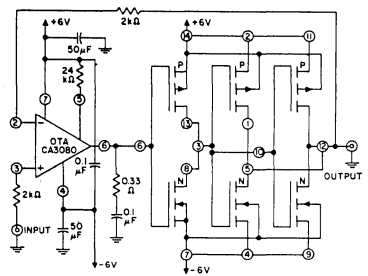 2kΩ
+6V
+6V
50μF
14
2
11
24
kΩ
P
P
P
7
5
2
−
13
1
OTA
CA3080
6
6
3
10
12
3
+
8
5
OUTPUT
4
0.1
μF
0.33
Ω
N
N
N
2kΩ
0.1
μF
INPUT
50
μF
7
4
9
-6V
-6V